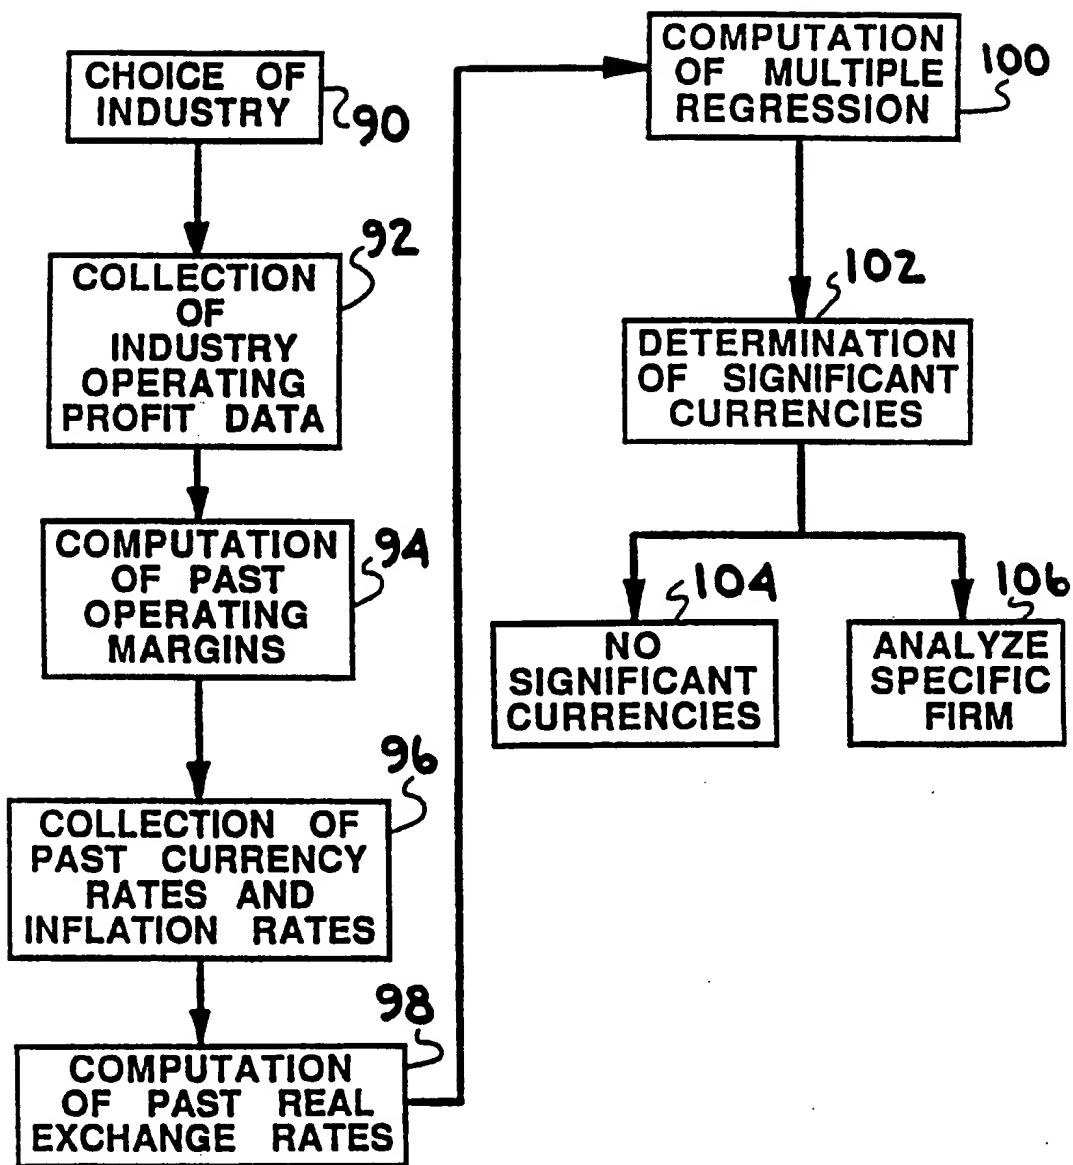 CHOICE OF
INDUSTRY
90
92
COLLECTION
OF
INDUSTRY
OPERATING
PROFIT DATA
94
COMPUTATION
OF PAST
OPERATING
MARGINS
96
COLLECTION OF
PAST CURRENCY
RATES AND
INFLATION RATES
98
COMPUTATION
OF PAST REAL
EXCHANGE RATES
COMPUTATION
OF MULTIPLE
REGRESSION
100
102
DETERMINATION
OF SIGNIFICANT
CURRENCIES
104
NO
SIGNIFICANT
CURRENCIES
106
ANALYZE
SPECIFIC
FIRM